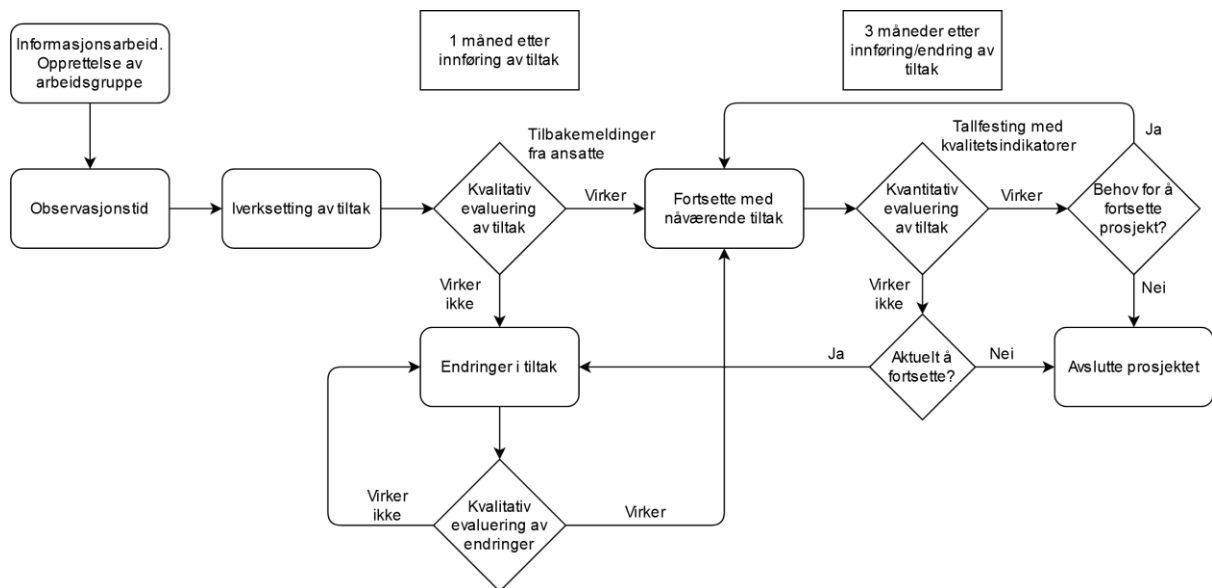 Informasjonsarbeid.
Opprettelse av
arbeidsgruppe
1 måned etter
innføring av tiltak
3 måneder etter
innføring/endring av
tiltak
Observasjonstid
Iverksetting av tiltak
Kvalitativ
evaluering
av tiltak
Tilbakemeldinger
fra ansatte
Virker
Fortsette med
nåværende tiltak
Kvantitativ
evaluering
av tiltak
Tallfesting med
kvalitetsindikatorer
Virker
Behov for å
fortsette
prosjekt?
Ja
Nei
Virker
ikke
Virker
ikke
Endringer i tiltak
Ja
Aktuelt å
fortsette?
Nei
Avslutte prosjektet
Virker
ikke
Kvalitativ
evaluering av
endringer
Virker